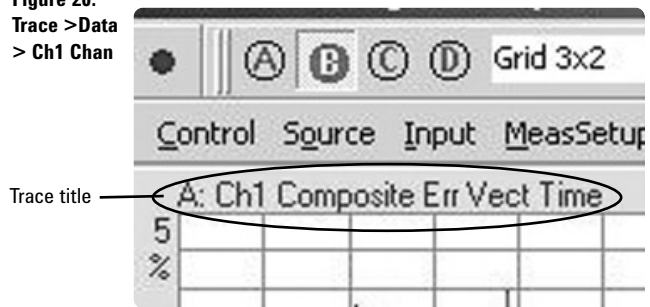 Figure 20.
Trace >Data
> Ch1 Chan
A B C D Grid 3x2
Control Source Input MeasSetup
Trace title
A: Ch1 Composite Err Vect Time
5
%